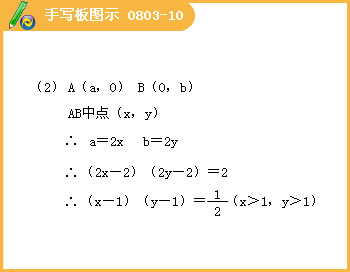 手写板图示 0803-10
(2) A(a,0) B(0,b)
AB中点(x,y)
∴ a=2x b=2y
∴ (2x-2)(2y-2)=2
∴ (x-1)(y-1)=1/2(x>1,y>1)